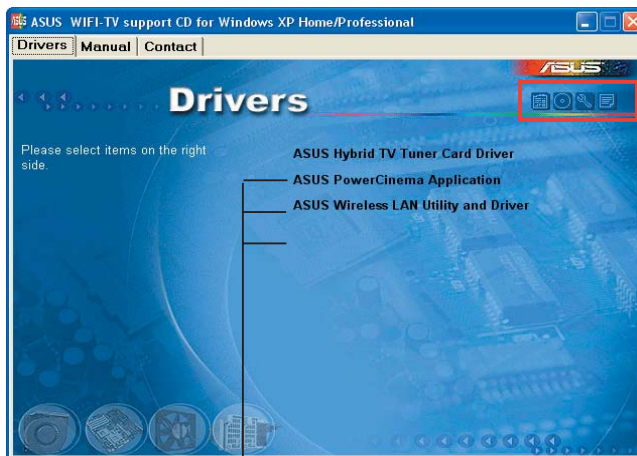 ASUS WIFI-TV support CD for Windows XP Home/Professional
Drivers Manual Contact
ASUS
Drivers
Please select items on the right
side.
ASUS Hybrid TV Tuner Card Driver
ASUS PowerCinema Application
ASUS Wireless LAN Utility and Driver